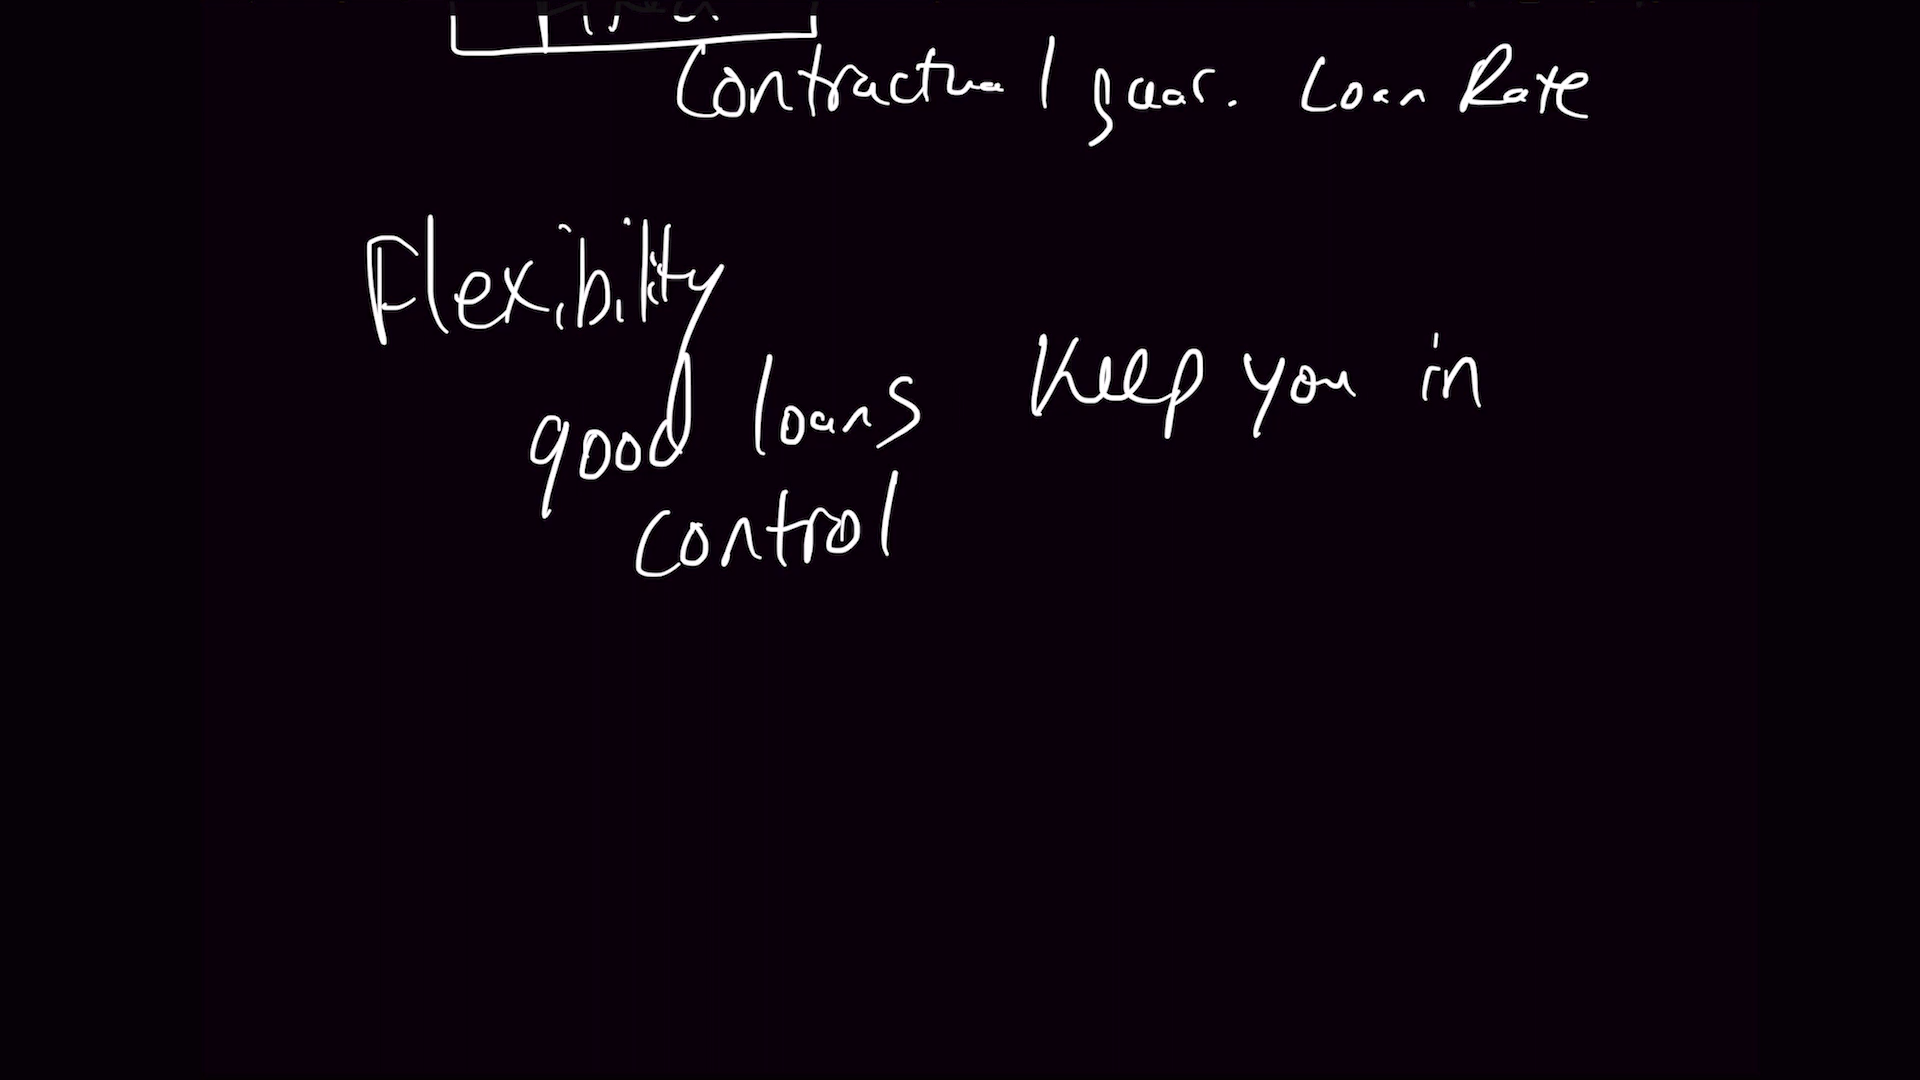 Contractual guar. Loan Rate
Flexibility
good loans Keep you in
control